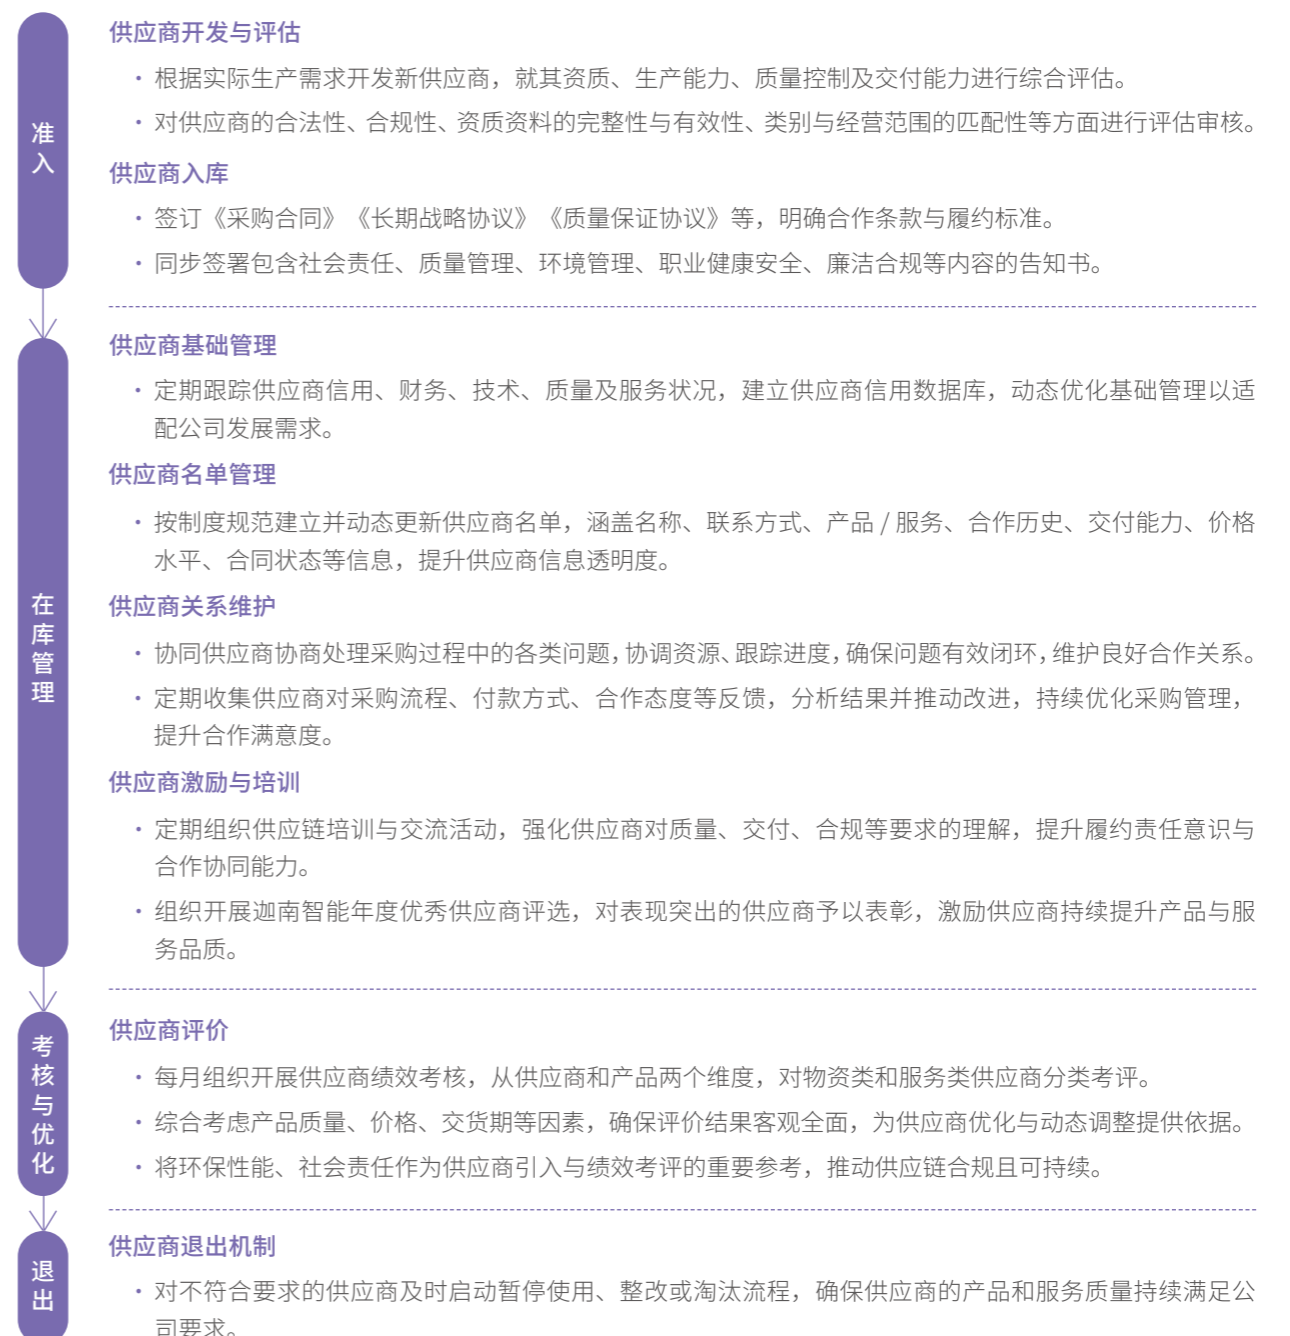 准入
供应商开发与评估
· 根据实际生产需求开发新供应商，就其资质、生产能力、质量控制及交付能力进行综合评估。
· 对供应商的合法性、合规性、资质资料的完整性与有效性、类别与经营范围的匹配性等方面进行评估审核。
供应商入库
· 签订《采购合同》《长期战略协议》《质量保证协议》等，明确合作条款与履约标准。
· 同步签署包含社会责任、质量管理、环境管理、职业健康安全、廉洁合规等内容的告知书。
在库管理
供应商基础管理
· 定期跟踪供应商信用、财务、技术、质量及服务状况，建立供应商信用数据库，动态优化基础管理以适
配公司发展需求。
供应商名单管理
· 按制度规范建立并动态更新供应商名单，涵盖名称、联系方式、产品 / 服务、合作历史、交付能力、价格
水平、合同状态等信息，提升供应商信息透明度。
供应商关系维护
· 协同供应商协商处理采购过程中的各类问题，协调资源、跟踪进度，确保问题有效闭环，维护良好合作关系。
· 定期收集供应商对采购流程、付款方式、合作态度等反馈，分析结果并推动改进，持续优化采购管理，
提升合作满意度。
供应商激励与培训
· 定期组织供应链培训与交流活动，强化供应商对质量、交付、合规等要求的理解，提升履约责任意识与
合作协同能力。
· 组织开展迦南智能年度优秀供应商评选，对表现突出的供应商予以表彰，激励供应商持续提升产品与服
务品质。
考核与优化
供应商评价
· 每月组织开展供应商绩效考核，从供应商和产品两个维度，对物资类和服务类供应商分类考评。
· 综合考虑产品质量、价格、交货期等因素，确保评价结果客观全面，为供应商优化与动态调整提供依据。
· 将环保性能、社会责任作为供应商引入与绩效考评的重要参考，推动供应链合规且可持续。
退出
供应商退出机制
· 对不符合要求的供应商及时启动暂停使用、整改或淘汰流程，确保供应商的产品和服务质量持续满足公
司要求。